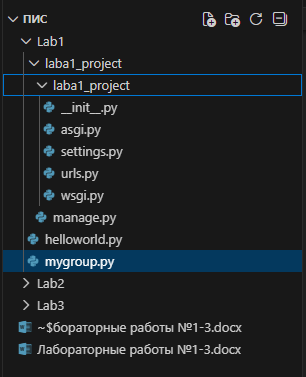 ПИС
Lab1
laba1_project
laba1_project
__init__.py
asgi.py
settings.py
urls.py
wsgi.py
manage.py
helloworld.py
mygroup.py
Lab2
Lab3
~$бораторные работы №1-3.docx
Лабораторные работы №1-3.docx